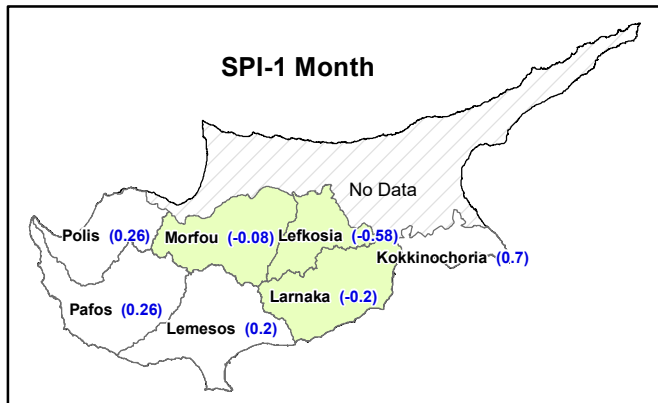 SPI-1 Month
No Data
Polis (0.26)
Morfou (-0.08)
Lefkosia (-0.58)
Kokkinochoria (0.7)
Pafos (0.26)
Larnaka (-0.2)
Lemesos (0.2)